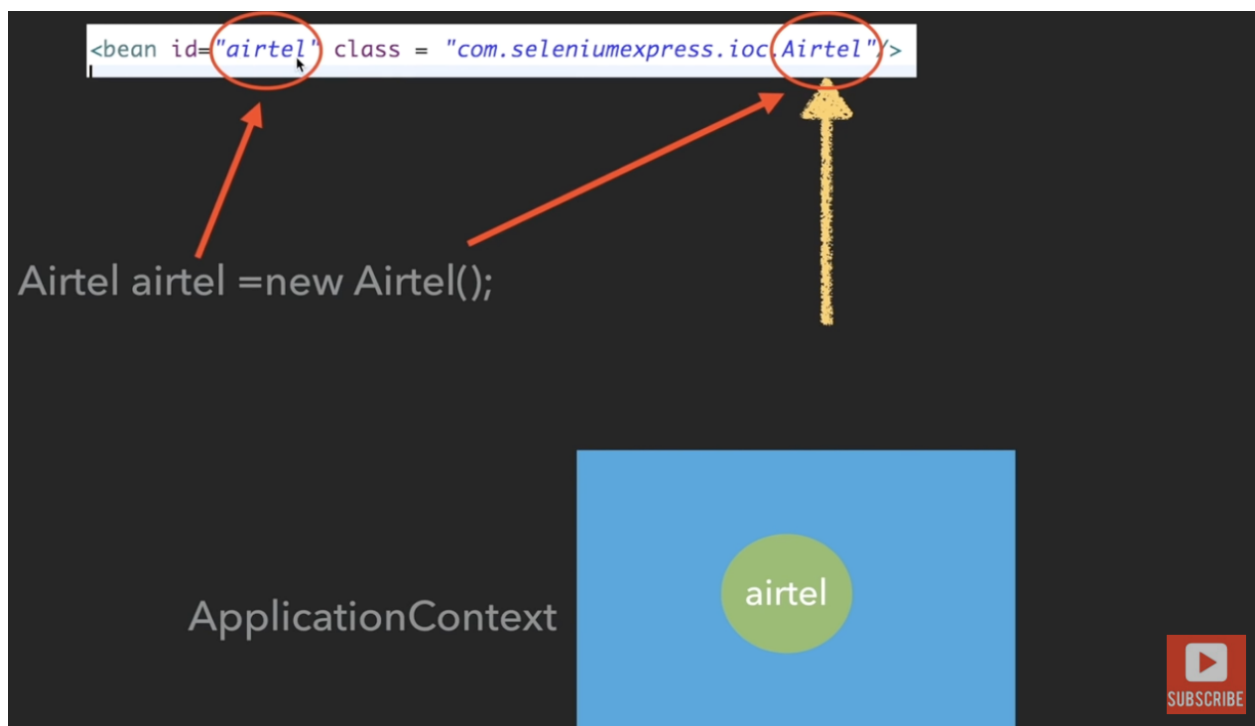 <bean id="airtel" class = "com.seleniumexpress.ioc.Airtel"/>
Airtel airtel =new Airtel();
airtel
ApplicationContext
SUBSCRIBE